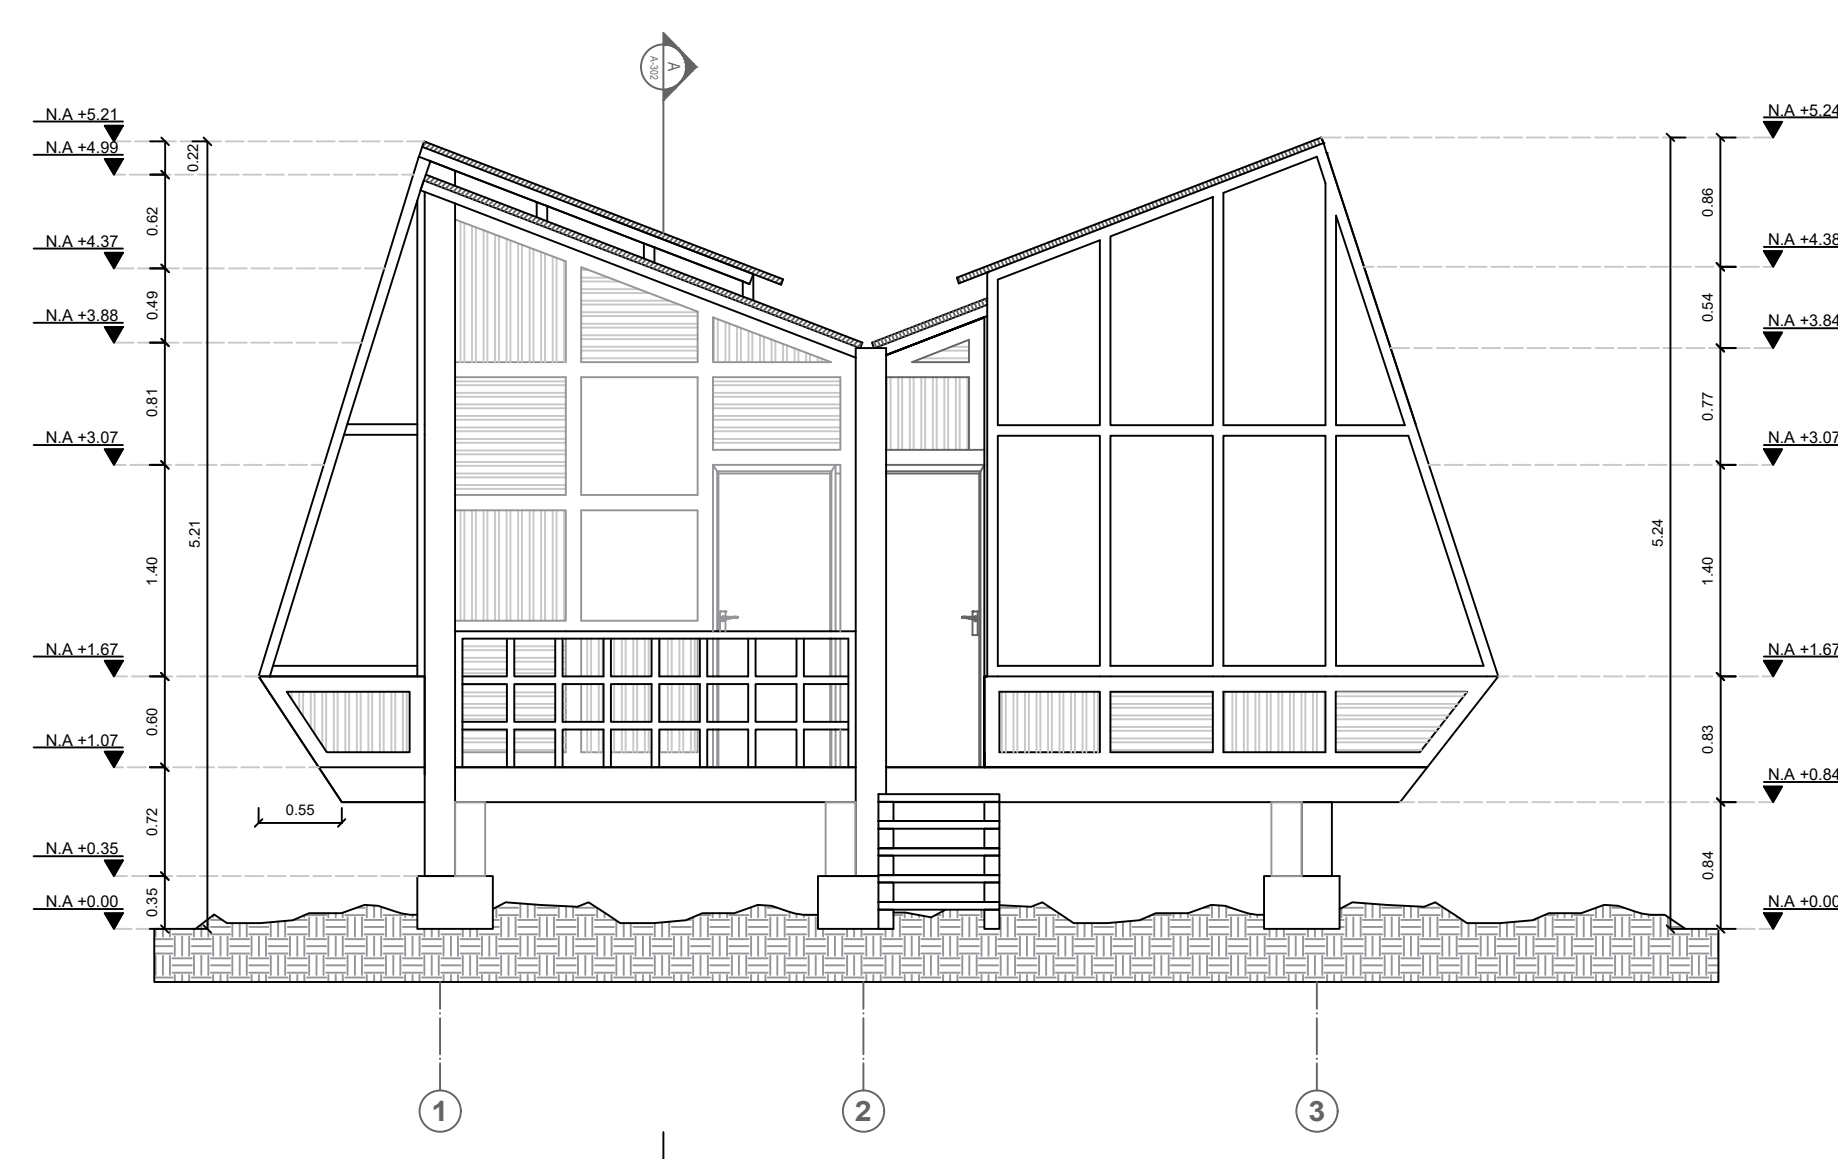 A
A-302
N.A +5.21
N.A +4.99
N.A +4.37
N.A +3.88
N.A +3.07
N.A +1.67
N.A +1.07
N.A +0.35
N.A +0.00
0.22
0.62
0.49
0.81
1.40
0.60
0.72
0.35
5.21
0.55
5.24
0.86
0.54
0.77
1.40
0.83
0.84
N.A +5.24
N.A +4.38
N.A +3.84
N.A +3.07
N.A +1.67
N.A +0.84
N.A +0.00
1
2
3